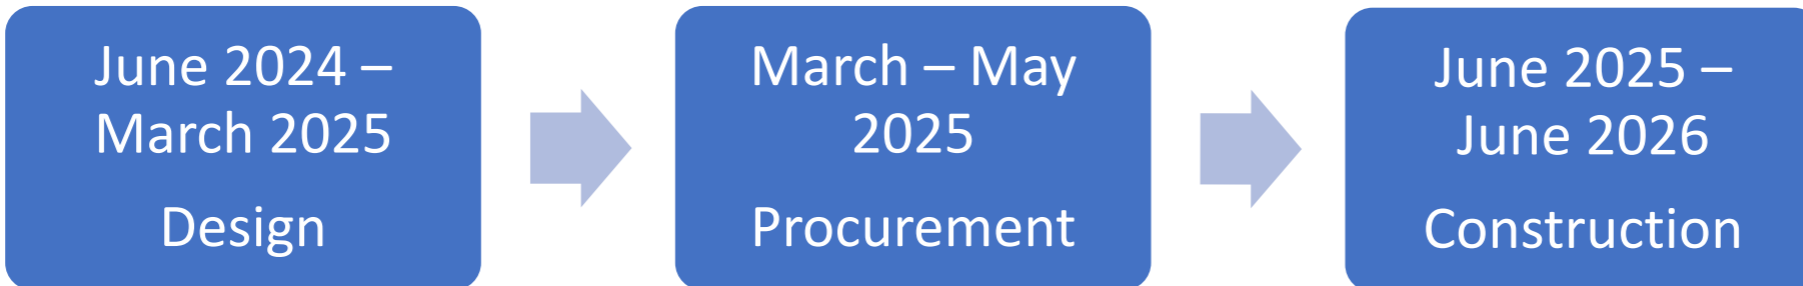 June 2024 –
March 2025
Design
March – May
2025
Procurement
June 2025 –
June 2026
Construction